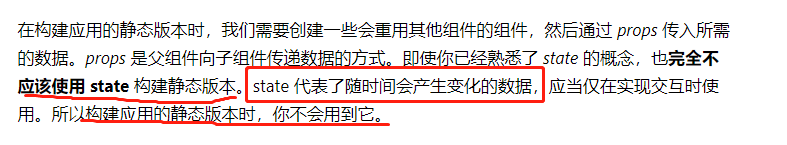 在构建应用的静态版本时，我们需要创建一些会重用其他组件的组件，然后通过 props 传入所需
的数据。props 是父组件向子组件传递数据的方式。即使你已经熟悉了 state 的概念，也完全不
应该使用 state 构建静态版本。state 代表了随时间会产生变化的数据，应当仅在实现交互时使
用。所以构建应用的静态版本时，你不会用到它。